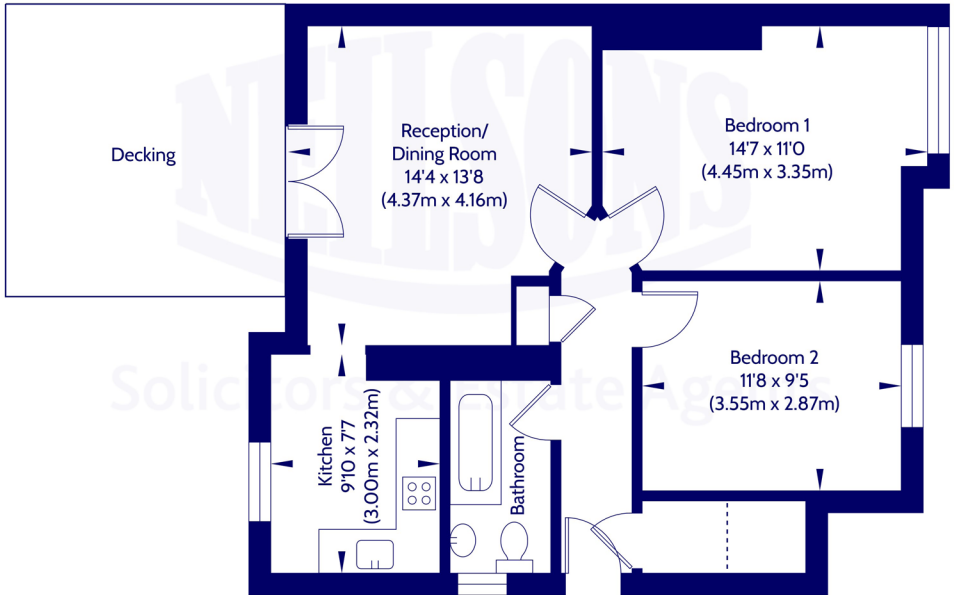 NEILSONS
Solicitors & Estate Agents
Decking
Reception/
Dining Room
14'4 x 13'8
(4.37m x 4.16m)
Bedroom 1
14'7 x 11'0
(4.45m x 3.35m)
Bedroom 2
11'8 x 9'5
(3.55m x 2.87m)
Kitchen
9'10 x 7'7
(3.00m x 2.32m)
Bathroom